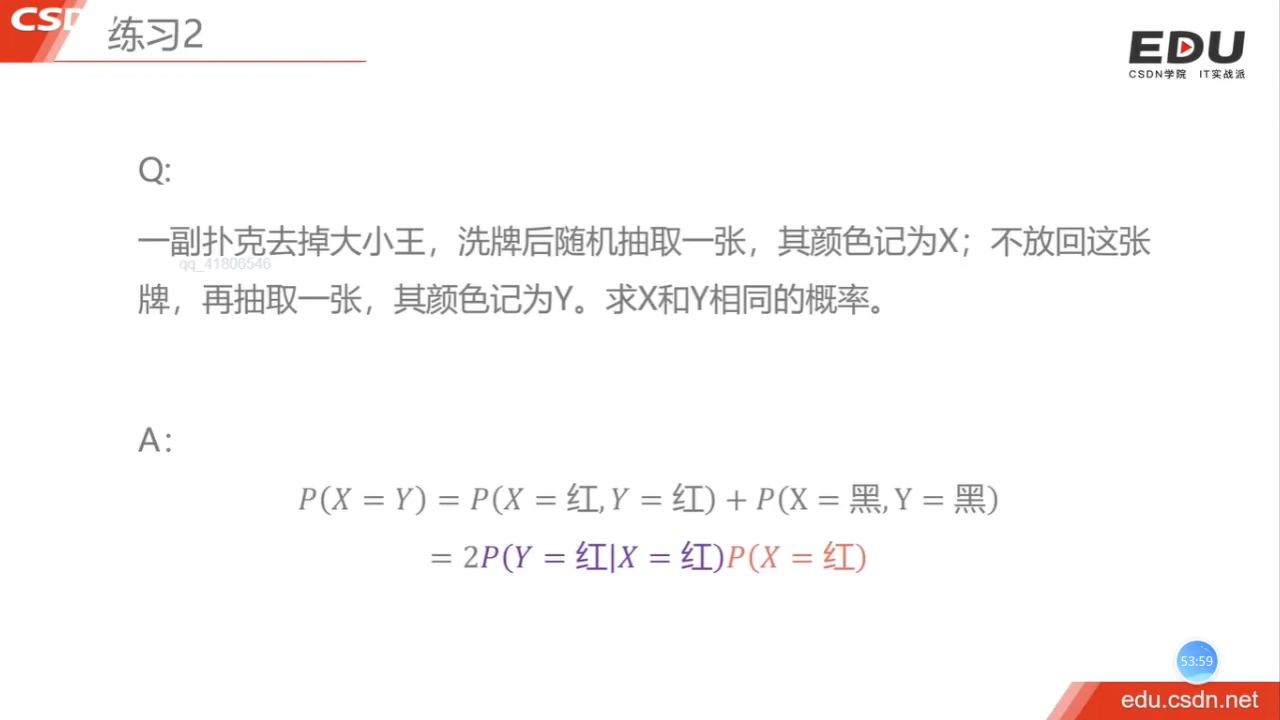 CSD
练习2
EDU
CSDN学院 IT实战派
Q:
一副扑克去掉大小王，洗牌后随机抽取一张，其颜色记为X；不放回这张
qq_41806546
牌，再抽取一张，其颜色记为Y。求X和Y相同的概率。
A：
P(X = Y) = P(X = 红, Y = 红) + P(X = 黑, Y = 黑)
= 2P(Y = 红|X = 红)P(X = 红)
53:59
edu.csdn.net